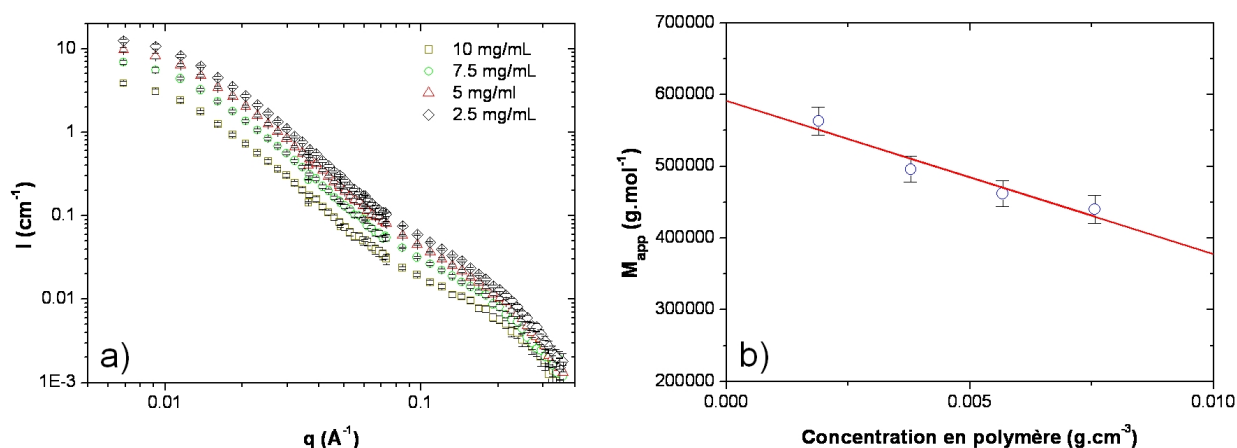 10 mg/mL
7.5 mg/mL
5 mg/ml
2.5 mg/mL
10
1
0.1
0.01
1E-3
I (cm⁻¹)
0.01
0.1
q (A⁻¹)
a)
700000
600000
500000
400000
300000
200000
M_app (g.mol⁻¹)
0.000
0.005
0.010
Concentration en polymère (g.cm⁻³)
b)